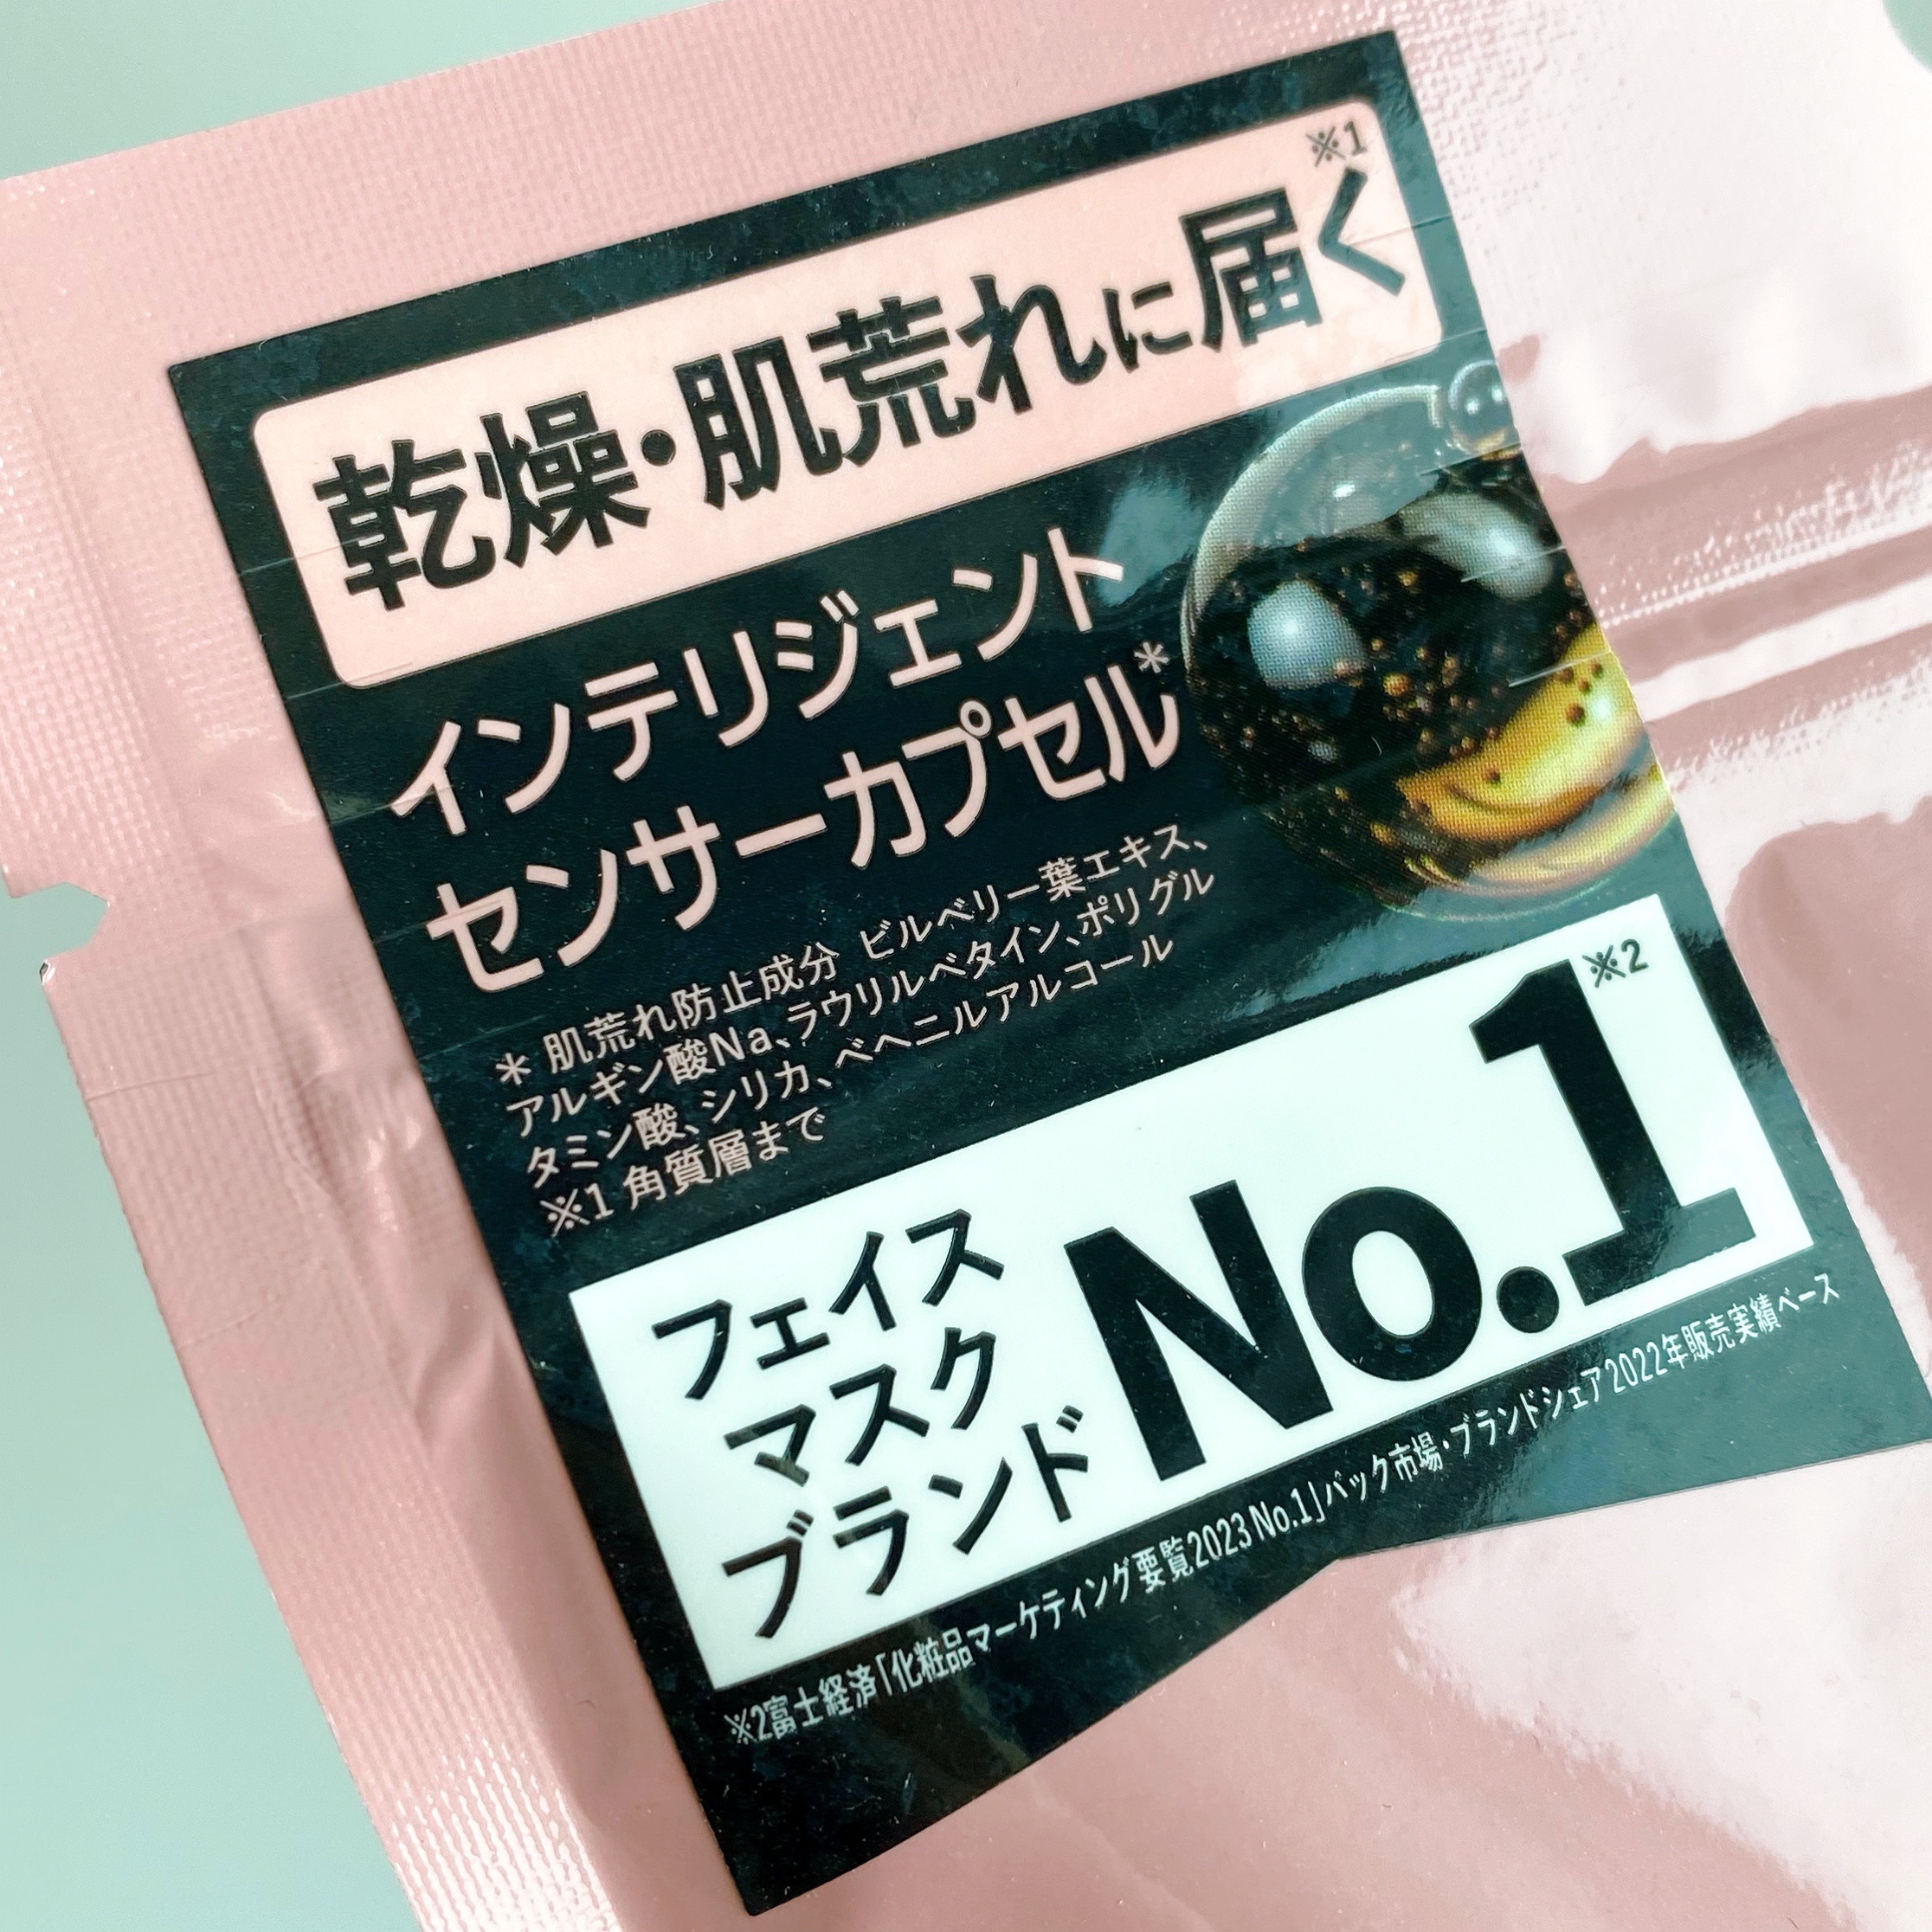 乾燥・肌荒れに届く※1
インテリジェント
センサーカプセル*
* 肌荒れ防止成分 ビルベリー葉エキス、
アルギン酸Na、ラウリルベタイン、ポリグル
タミン酸、シリカ、ベヘニルアルコール
※1 角質層まで
フェイス
マスク
ブランド
No.1※2
※2富士経済「化粧品マーケティング要覧2023 No.1」パック市場・ブランドシェア2022年販売実績ベース